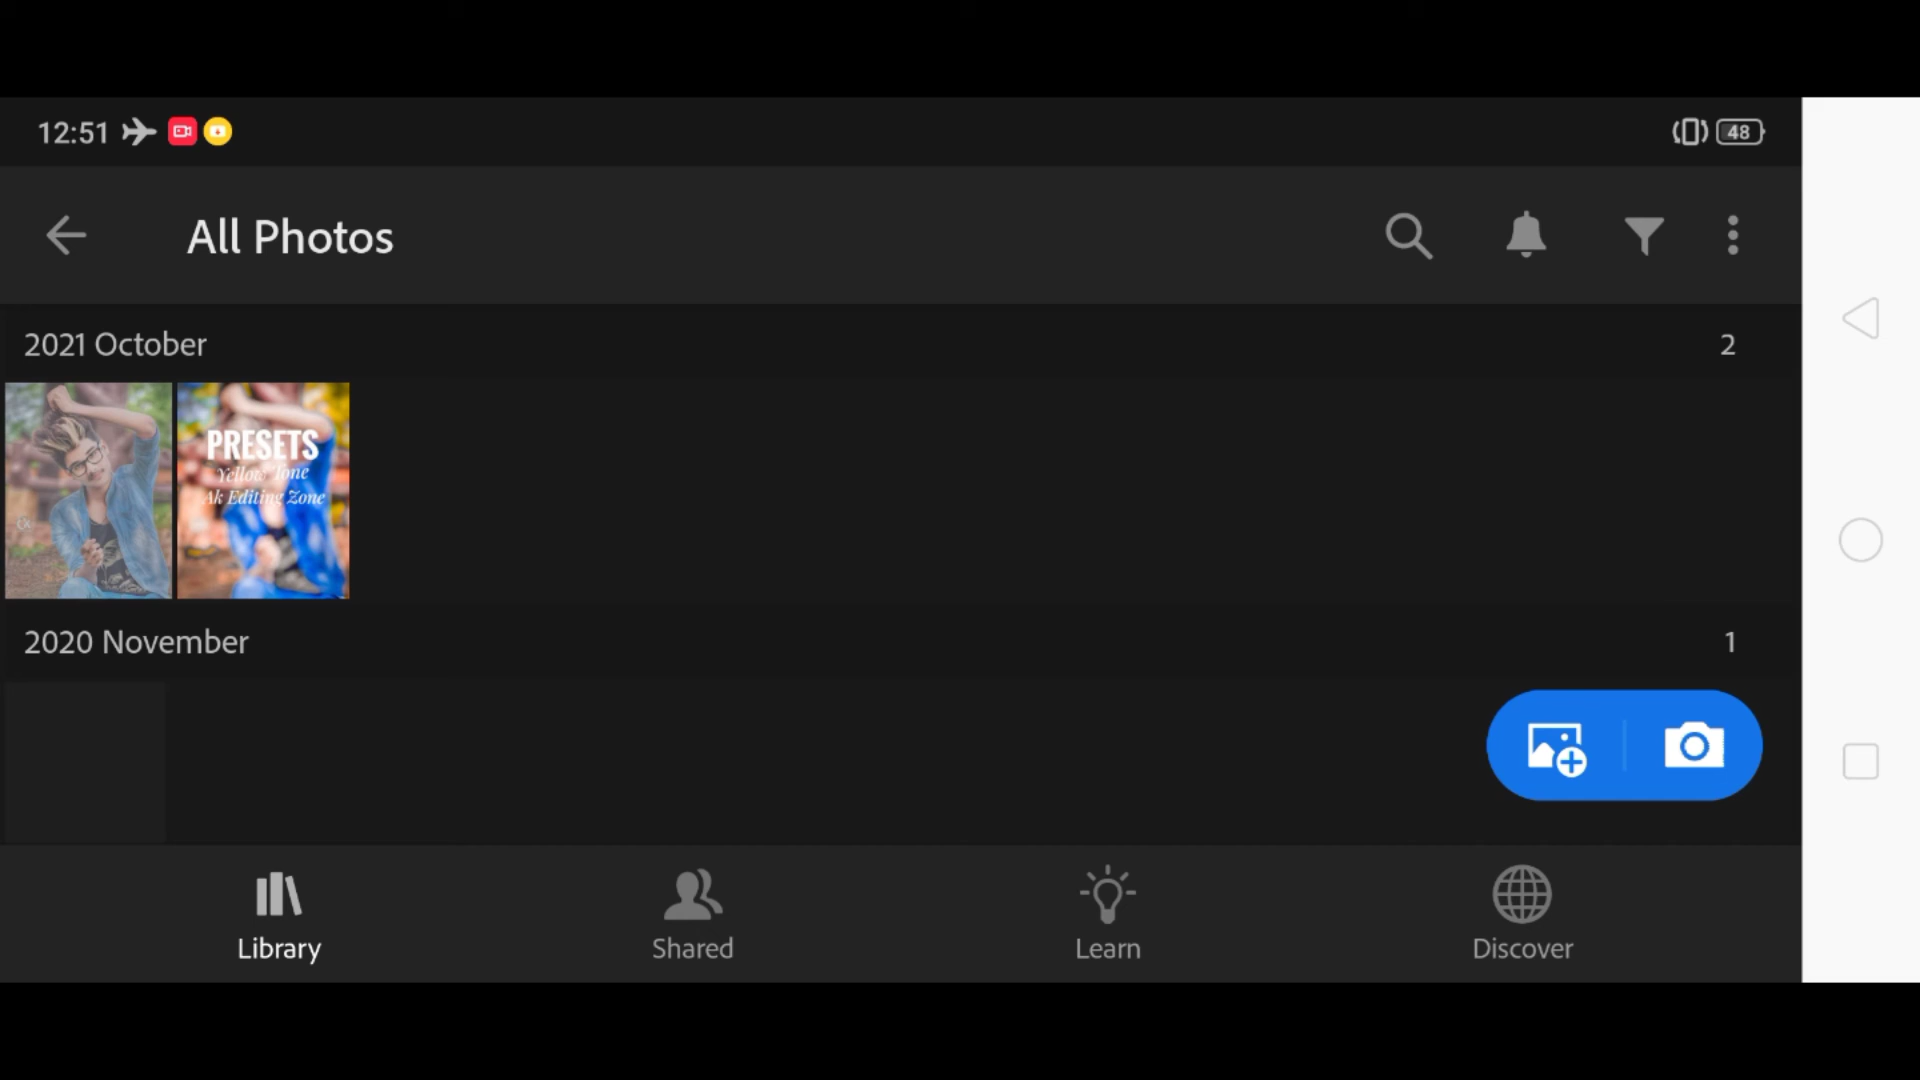 12:51
48
All Photos
2021 October
2
PRESETS
Yellow Tone
Ak Editing Zone
2020 November
1
Library
Shared
Learn
Discover